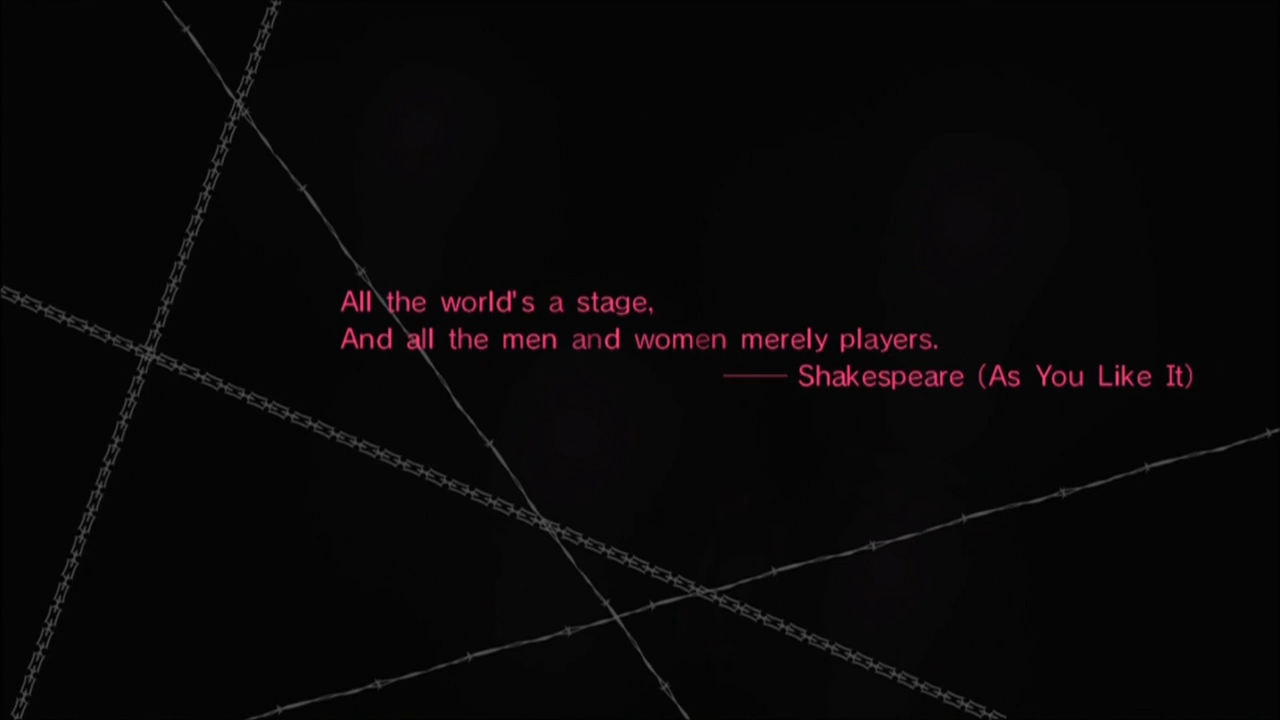 All the world's a stage,
And all the men and women merely players.
―― Shakespeare (As You Like It)